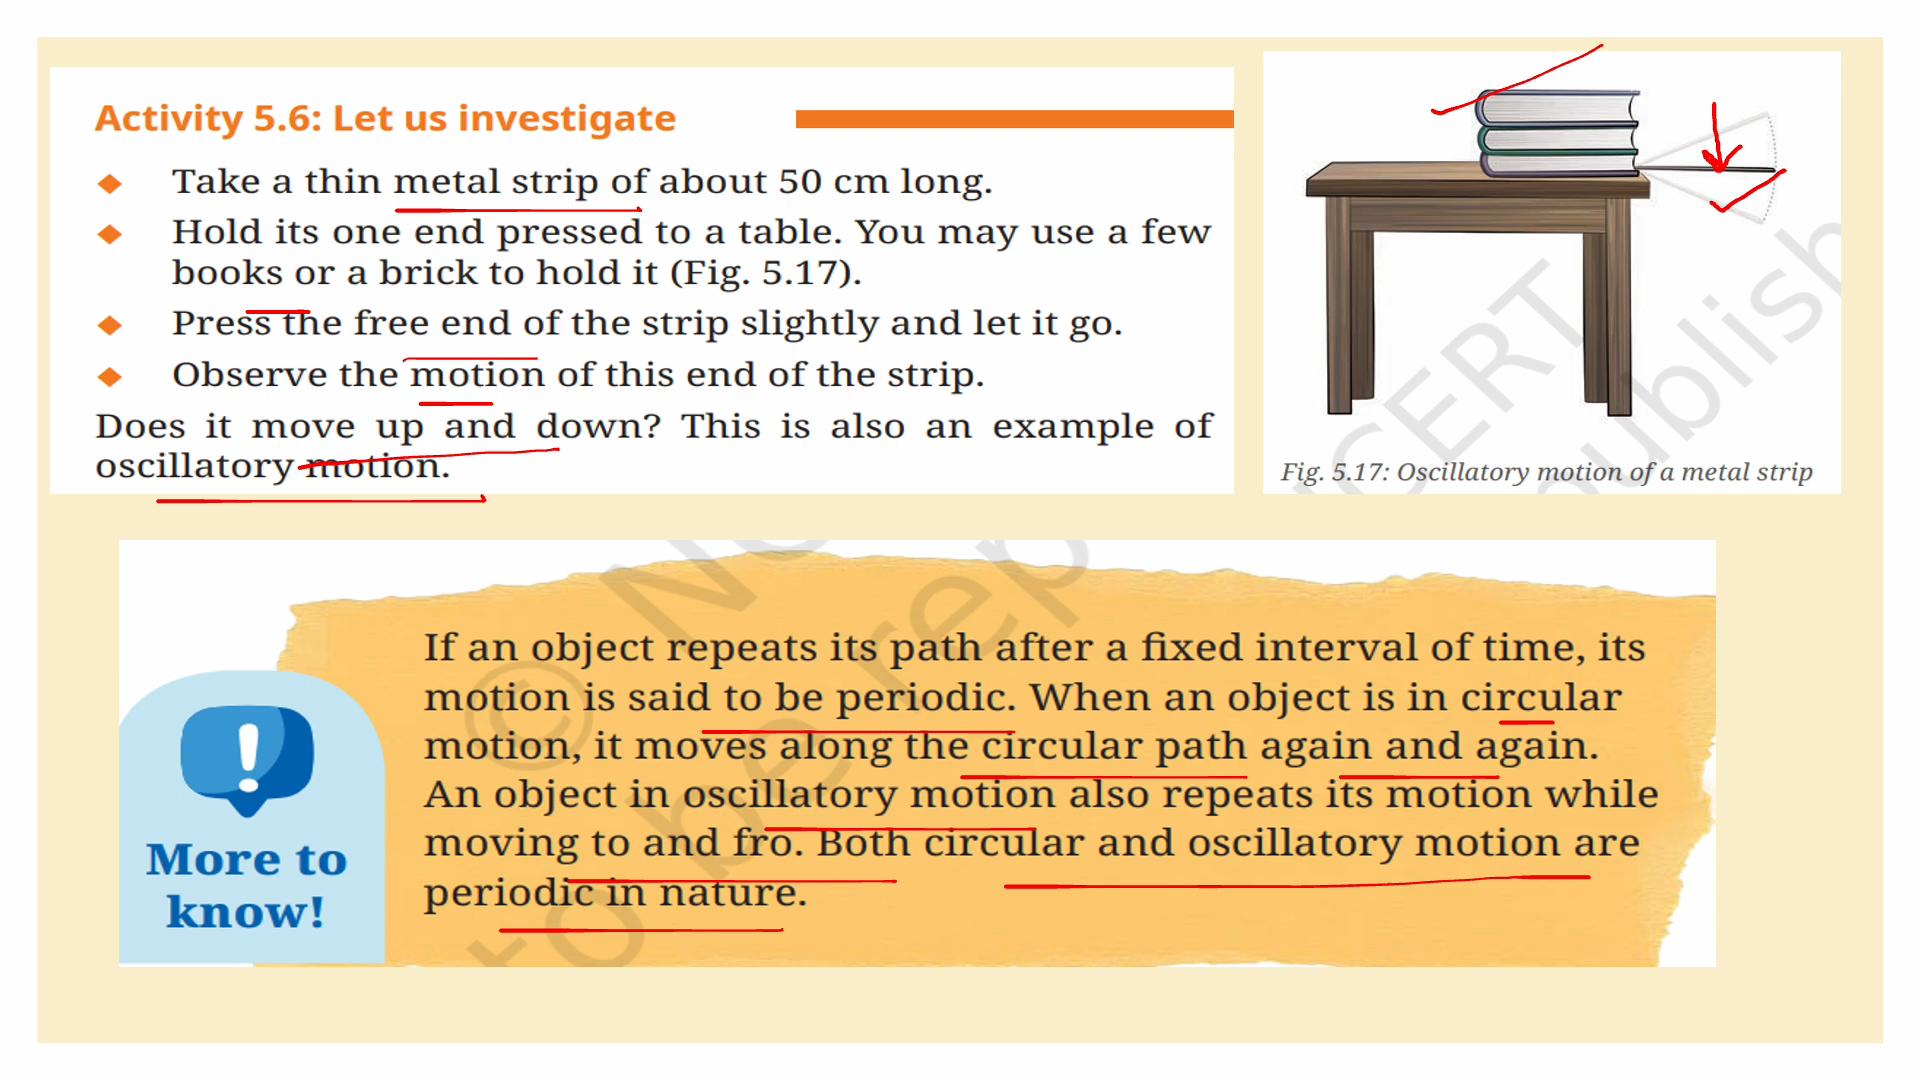 Activity 5.6: Let us investigate
◆ Take a thin metal strip of about 50 cm long.
◆ Hold its one end pressed to a table. You may use a few
books or a brick to hold it (Fig. 5.17).
◆ Press the free end of the strip slightly and let it go.
◆ Observe the motion of this end of the strip.
Does it move up and down? This is also an example of
oscillatory motion.
Fig. 5.17: Oscillatory motion of a metal strip
If an object repeats its path after a fixed interval of time, its
motion is said to be periodic. When an object is in circular
motion, it moves along the circular path again and again.
An object in oscillatory motion also repeats its motion while
moving to and fro. Both circular and oscillatory motion are
periodic in nature.
More to
know!